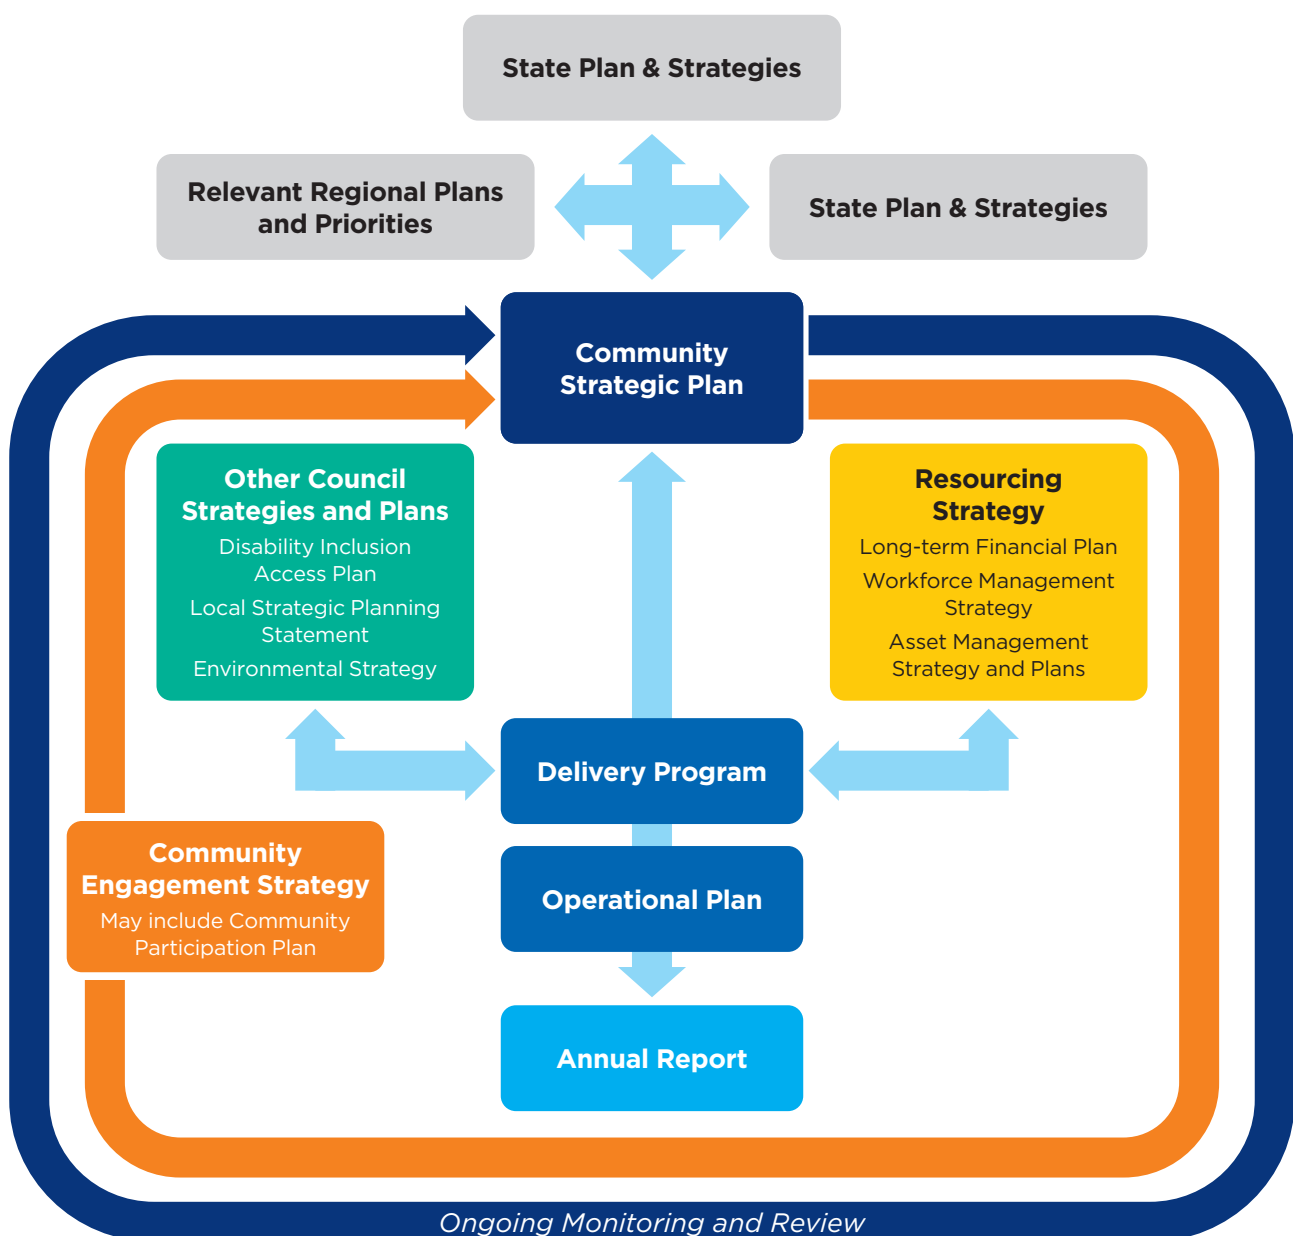 State Plan & Strategies
Relevant Regional Plans
and Priorities
State Plan & Strategies
Community
Strategic Plan
Other Council
Strategies and Plans
Disability Inclusion
Access Plan
Local Strategic Planning
Statement
Environmental Strategy
Resourcing
Strategy
Long-term Financial Plan
Workforce Management
Strategy
Asset Management
Strategy and Plans
Delivery Program
Community
Engagement Strategy
May include Community
Participation Plan
Operational Plan
Annual Report
Ongoing Monitoring and Review